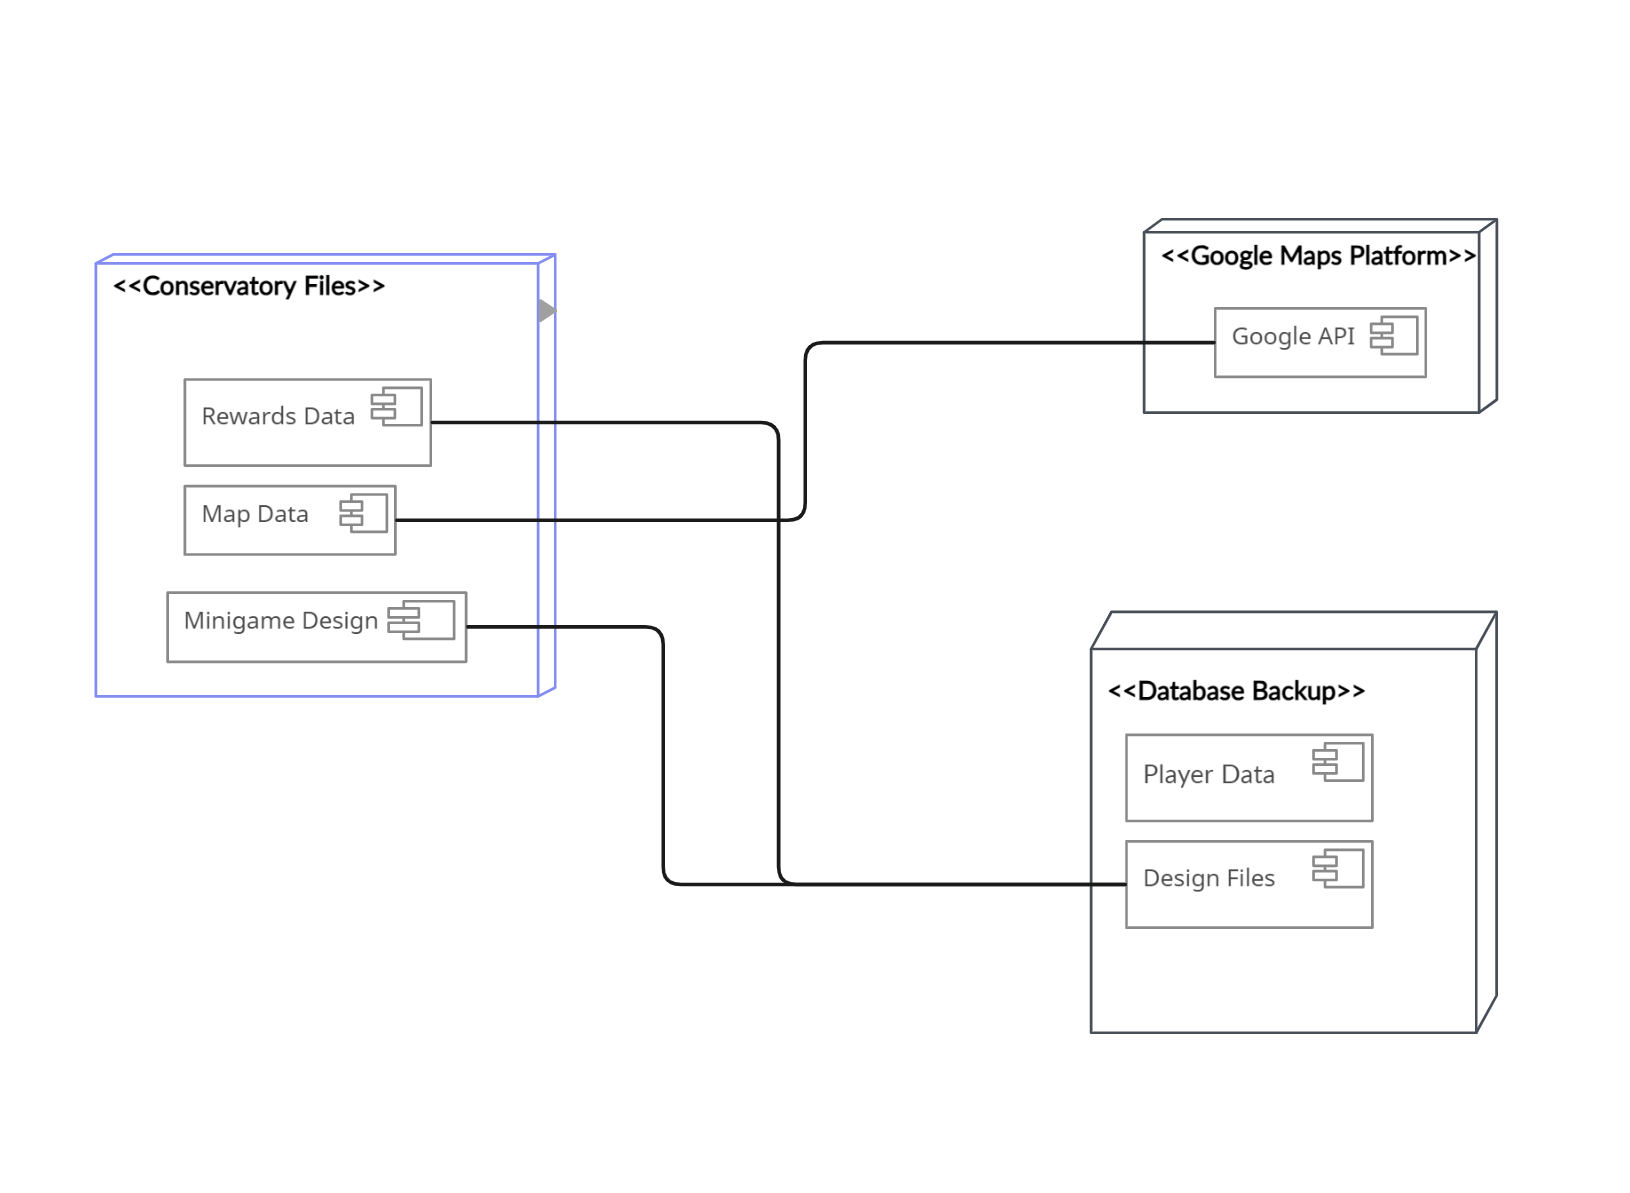 <<Conservatory Files>>
Rewards Data
Map Data
Minigame Design
<<Google Maps Platform>>
Google API
<<Database Backup>>
Player Data
Design Files